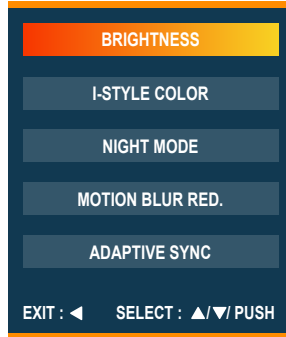 BRIGHTNESS
I-STYLE COLOR
NIGHT MODE
MOTION BLUR RED.
ADAPTIVE SYNC
EXIT : ◀ SELECT : ▲/▼/ PUSH